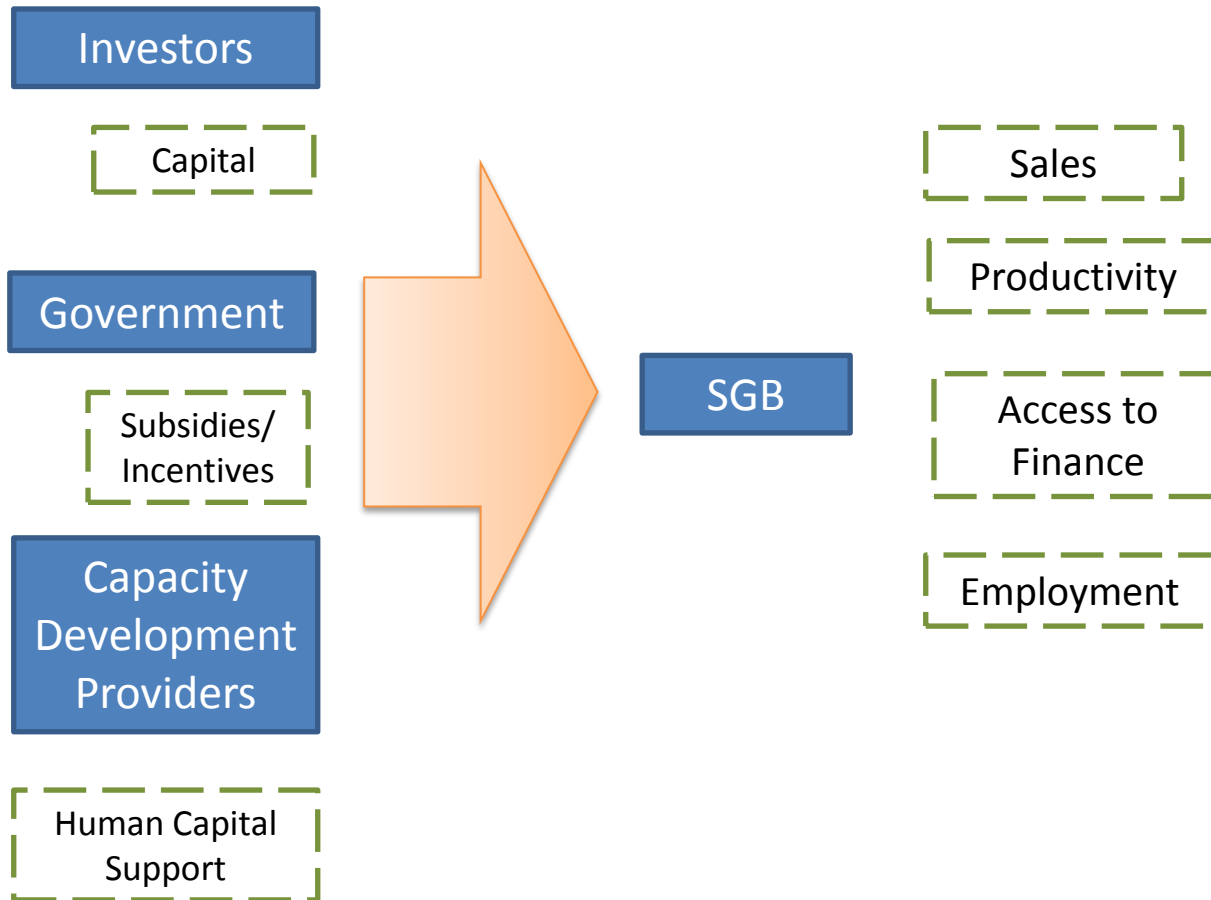 Investors
Capital
Government
Subsidies/
Incentives
Capacity
Development
Providers
Human Capital
Support
SGB
Sales
Productivity
Access to
Finance
Employment